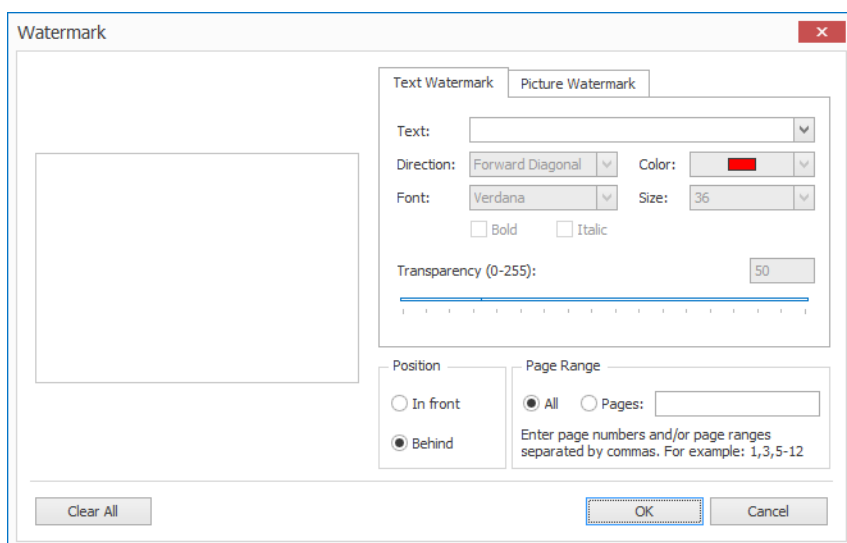 Watermark
Text Watermark Picture Watermark
Text:
Direction: Forward Diagonal Color:
Font: Verdana Size: 36
Bold Italic
Transparency (0-255): 50
Position Page Range
In front All Pages:
Behind Enter page numbers and/or page ranges
separated by commas. For example: 1,3,5-12
Clear All OK Cancel